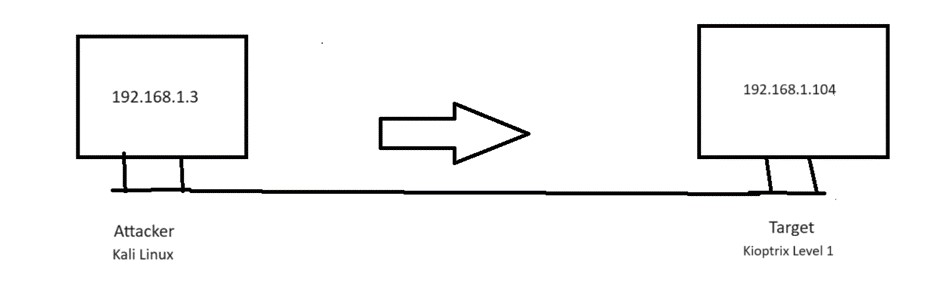 192.168.1.3
192.168.1.104
Attacker
Kali Linux
Target
Kioptrix Level 1